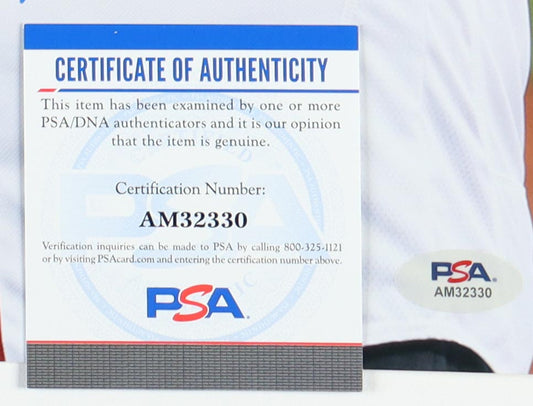 CERTIFICATE OF AUTHENTICITY
This item has been examined by one or more
PSA/DNA authenticators and it is our opinion
that the item is genuine.
Certification Number:
AM32330
Verification inquiries can be made to PSA by calling 800-325-1121
or by visiting PSAcard.com and entering the certification number above.
PSA
PSA
AM32330